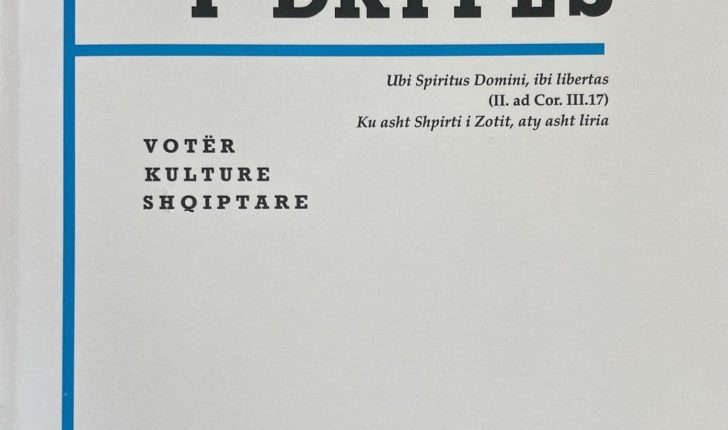 I DRITËS
Ubi Spiritus Domini, ibi libertas
(II. ad Cor. III.17)
Ku asht Shpirti i Zotit, aty asht liria
VOTËR
KULTURE
SHQIPTARE